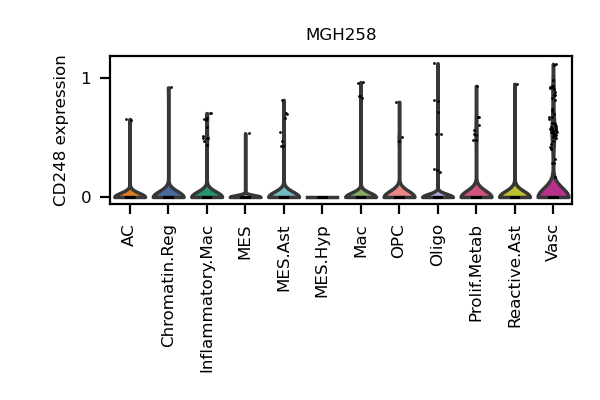 MGH258
CD248 expression
1
0
AC
Chromatin.Reg
Inflammatory.Mac
MES
MES.Ast
MES.Hyp
Mac
OPC
Oligo
Prolif.Metab
Reactive.Ast
Vasc